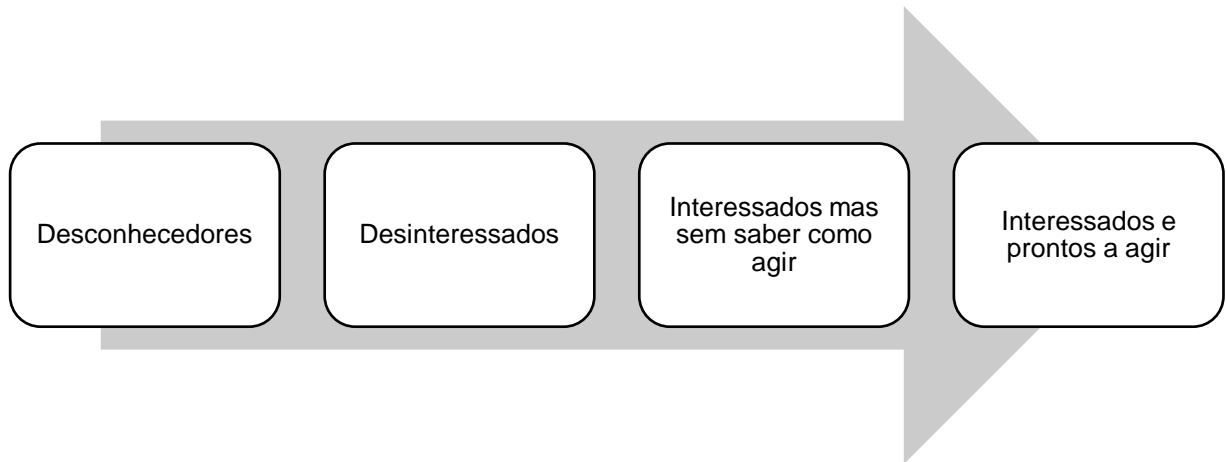 Desconhecedores
Desinteressados
Interessados mas
sem saber como
agir
Interessados e
prontos a agir